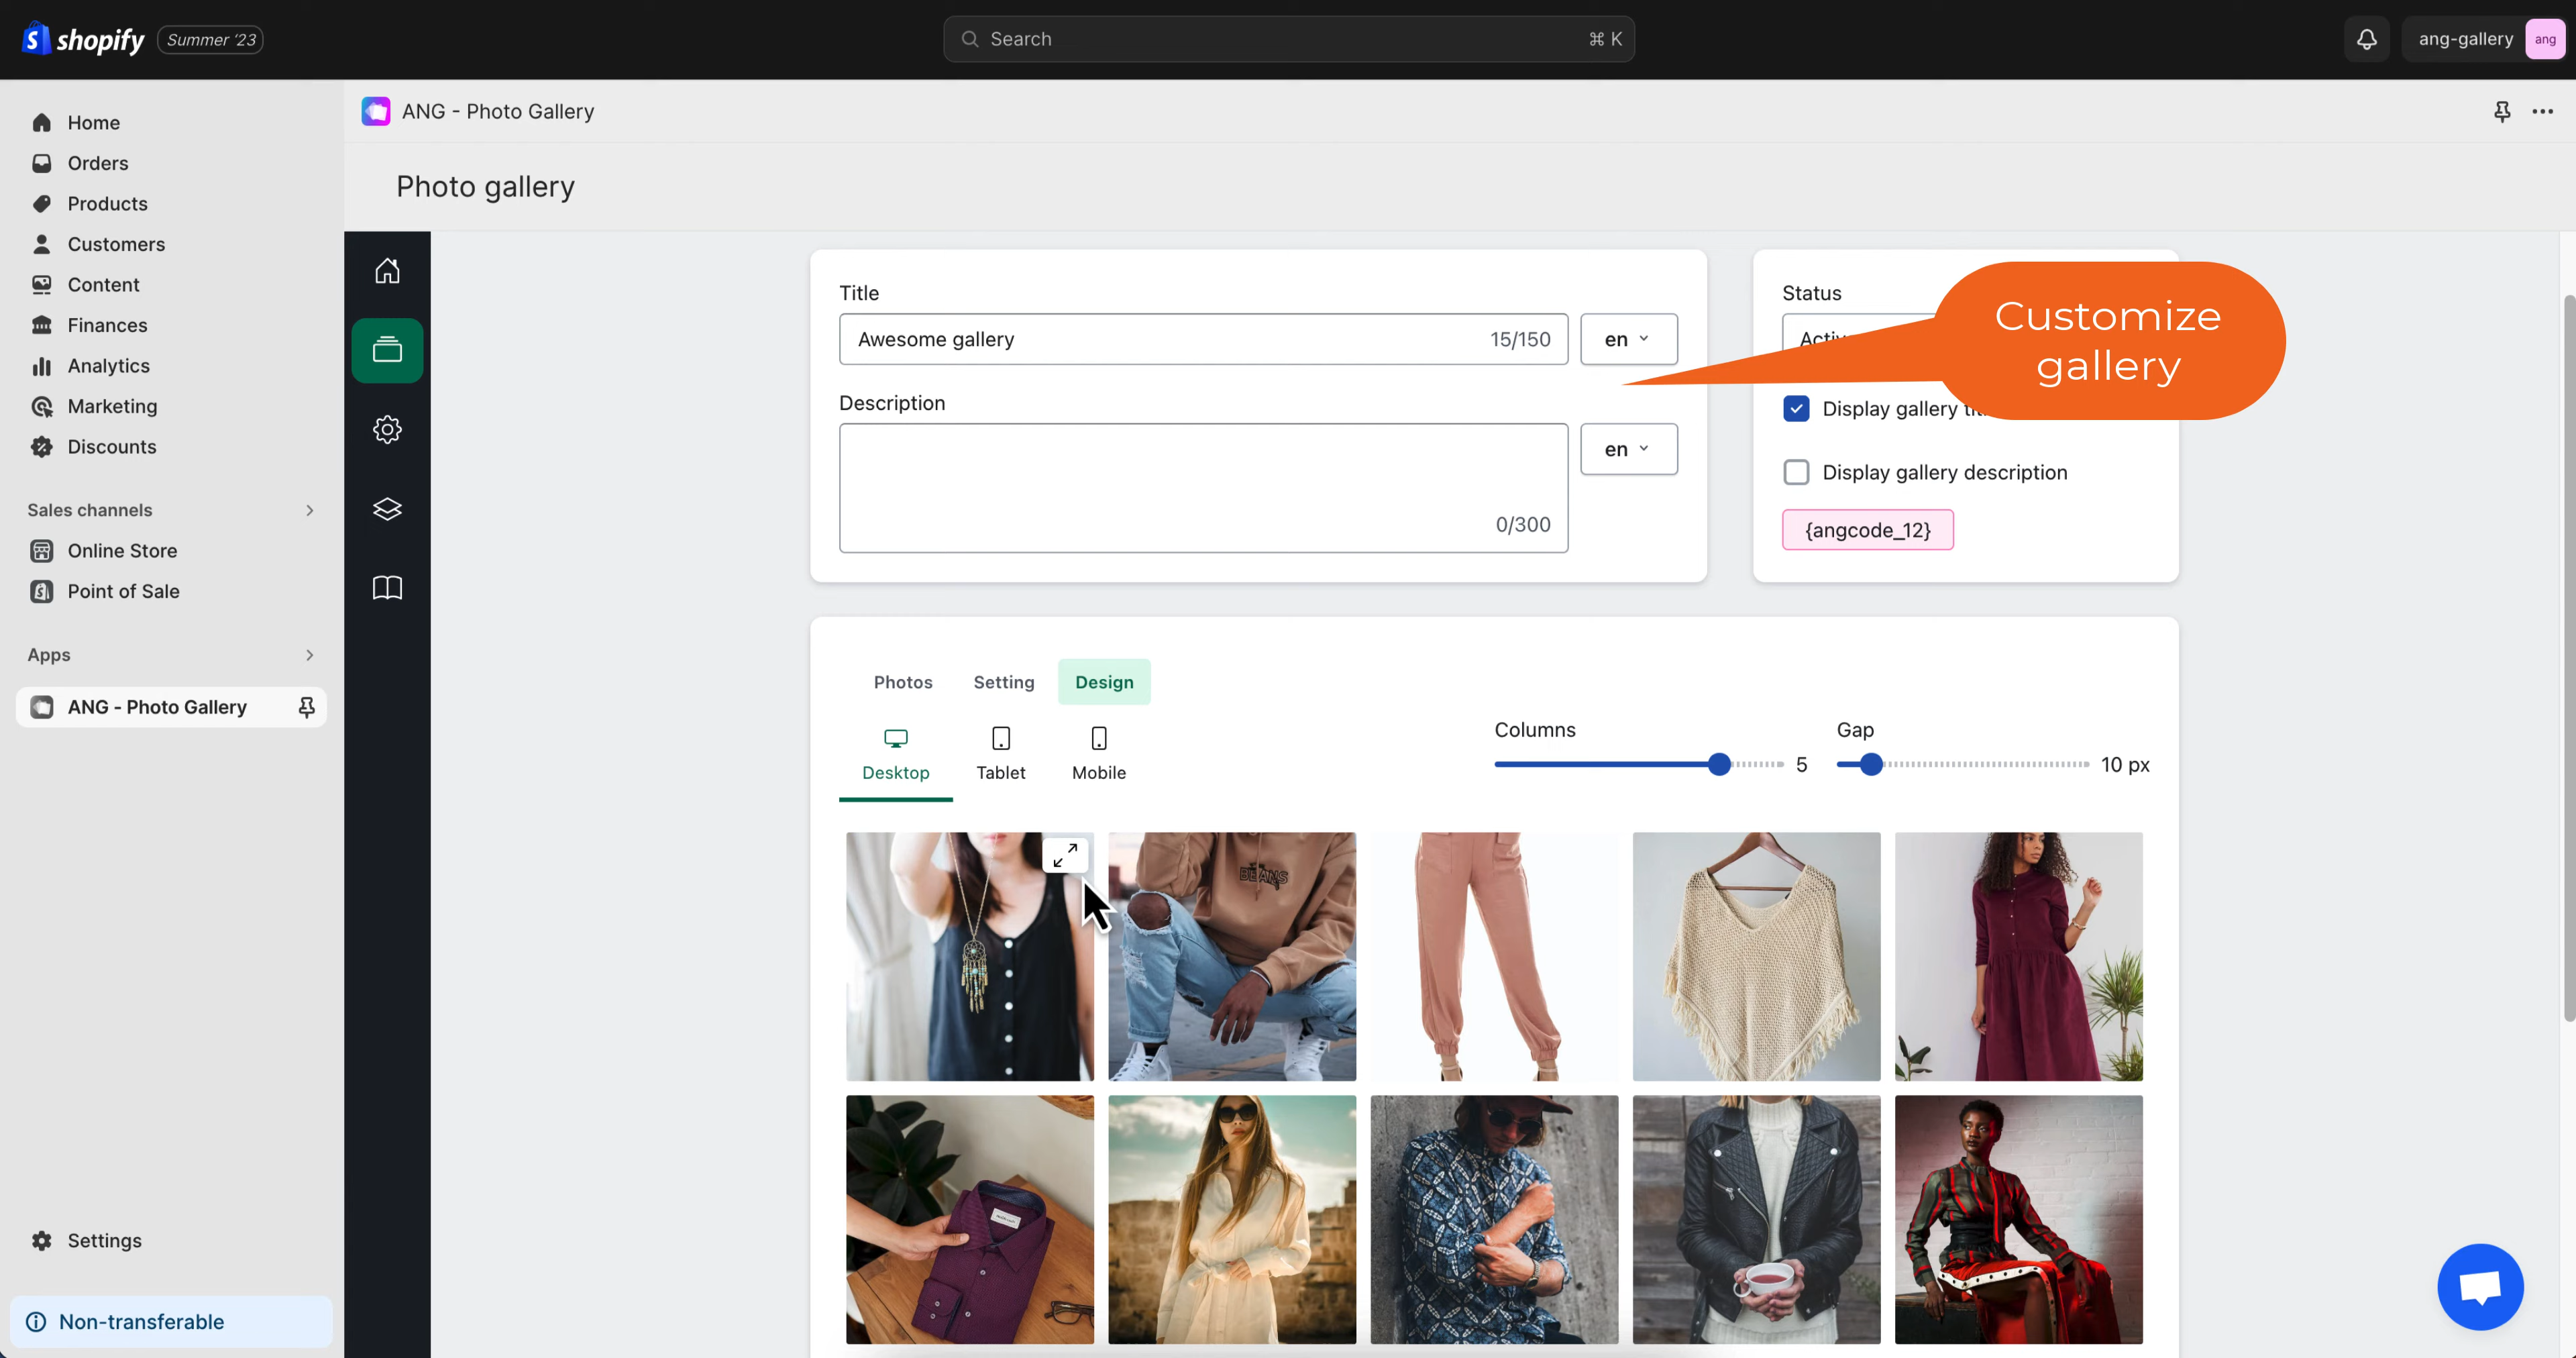 shopify Summer '23
Search ⌘ K
ang-gallery ang
Home
Orders
Products
Customers
Content
Finances
Analytics
Marketing
Discounts
Sales channels
Online Store
Point of Sale
Apps
ANG - Photo Gallery
Settings
Non-transferable
ANG - Photo Gallery
Photo gallery
Title
Awesome gallery 15/150 en
Description
en
0/300
Status
Customize
gallery
Display gallery
Display gallery description
{angcode_12}
Photos Setting Design
Desktop Tablet Mobile
Columns 5
Gap 10 px
BEAMS